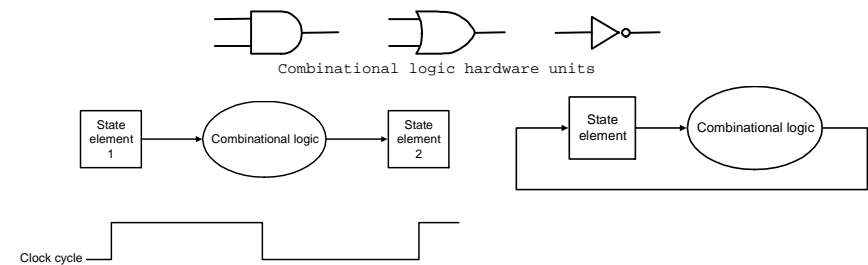 Combinational logic hardware units
State
element
1
Combinational logic
State
element
2
State
element
Combinational logic
Clock cycle